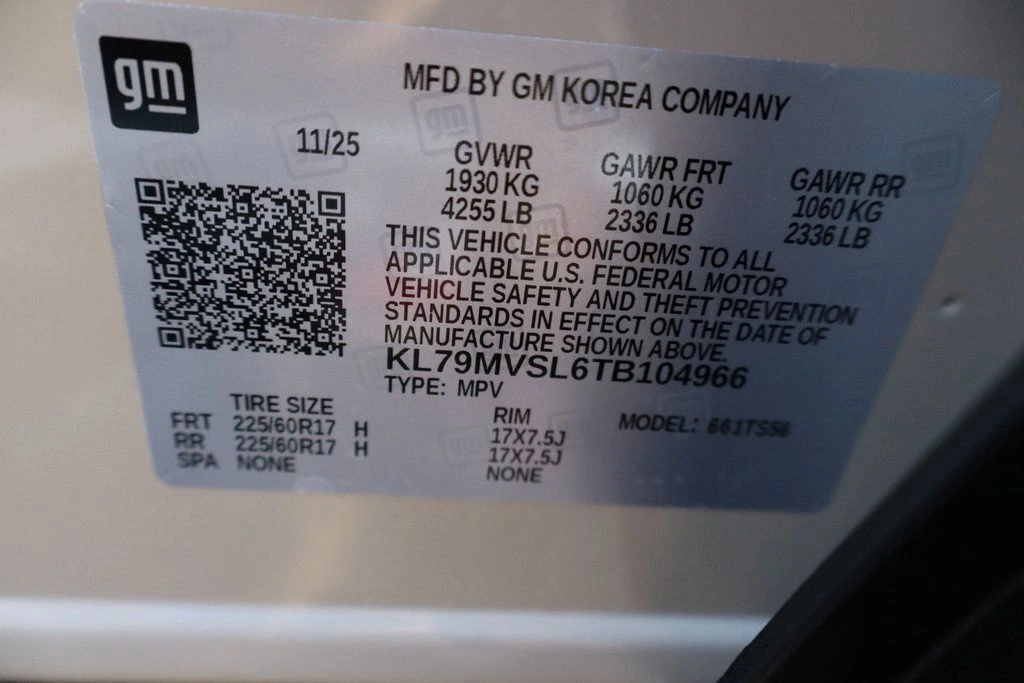 gm
MFD BY GM KOREA COMPANY
11/25
GVWR GAWR FRT GAWR RR
1930 KG 1060 KG 1060 KG
4255 LB 2336 LB 2336 LB
THIS VEHICLE CONFORMS TO ALL
APPLICABLE U.S. FEDERAL MOTOR
VEHICLE SAFETY AND THEFT PREVENTION
STANDARDS IN EFFECT ON THE DATE OF
MANUFACTURE SHOWN ABOVE.
KL79MVSL6TB104966
TYPE: MPV
TIRE SIZE RIM MODEL: 661TS56
FRT 225/60R17 H 17X7.5J
RR 225/60R17 H 17X7.5J
SPA NONE NONE